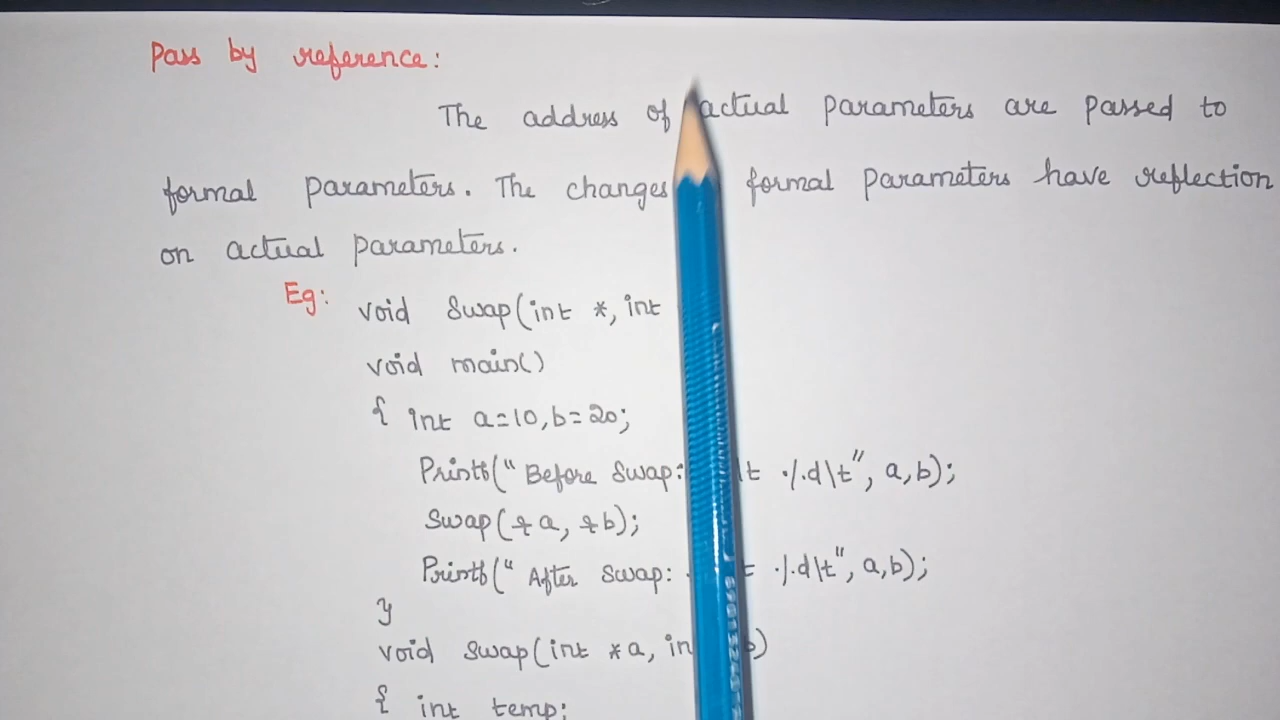 Pass by reference:
The address of actual parameters are passed to
formal parameters. The changes formal parameters have reflection
on actual parameters.
Eg: void Swap(int *, int
void main()
{ int a=10, b=20;
Printf(" Before Swap: \t %d\t", a,b);
Swap(&a, &b);
Printf(" After Swap: %d\t", a,b);
}
void Swap(int *a, in b)
{ int temp;